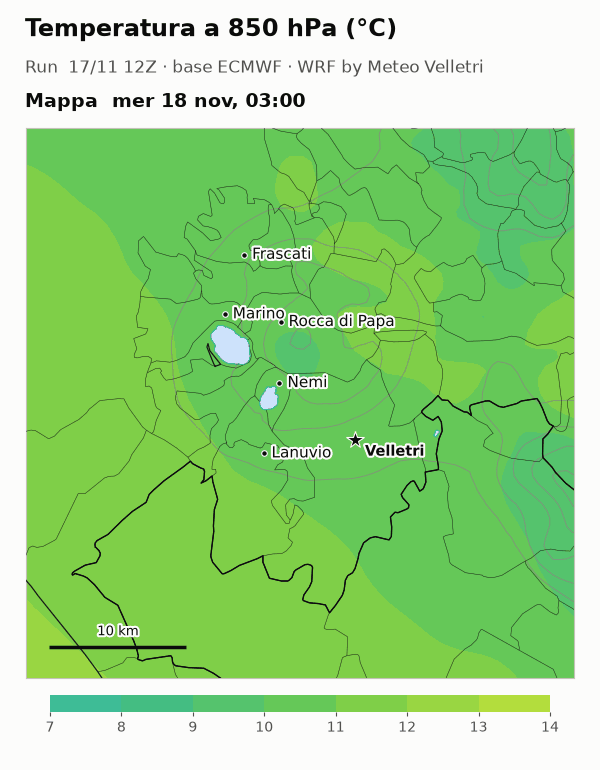 Temperatura a 850 hPa (°C)
Run  17/11 12Z · base ECMWF · WRF by Meteo Velletri
Mappa  mer 18 nov, 03:00
Frascati
Marino
Rocca di Papa
Nemi
Velletri
Lanuvio
10 km
7 8 9 10 11 12 13 14